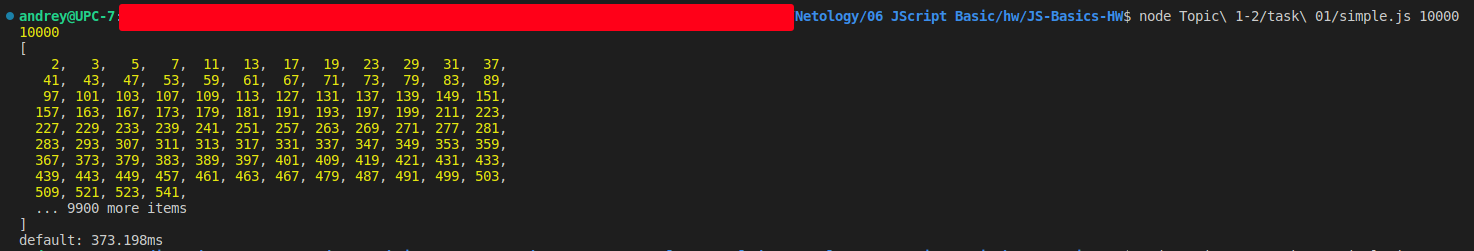 andrey@UPC-7: /Netology/06 JScript Basic/hw/JS-Basics-HW$ node Topic\ 1-2/task\ 01/simple.js 10000
10000
[
    2,   3,   5,   7,  11,  13,  17,  19,  23,  29,  31,  37,
   41,  43,  47,  53,  59,  61,  67,  71,  73,  79,  83,  89,
   97, 101, 103, 107, 109, 113, 127, 131, 137, 139, 149, 151,
  157, 163, 167, 173, 179, 181, 191, 193, 197, 199, 211, 223,
  227, 229, 233, 239, 241, 251, 257, 263, 269, 271, 277, 281,
  283, 293, 307, 311, 313, 317, 331, 337, 347, 349, 353, 359,
  367, 373, 379, 383, 389, 397, 401, 409, 419, 421, 431, 433,
  439, 443, 449, 457, 461, 463, 467, 479, 487, 491, 499, 503,
  509, 521, 523, 541,
  ... 9900 more items
]
default: 373.198ms